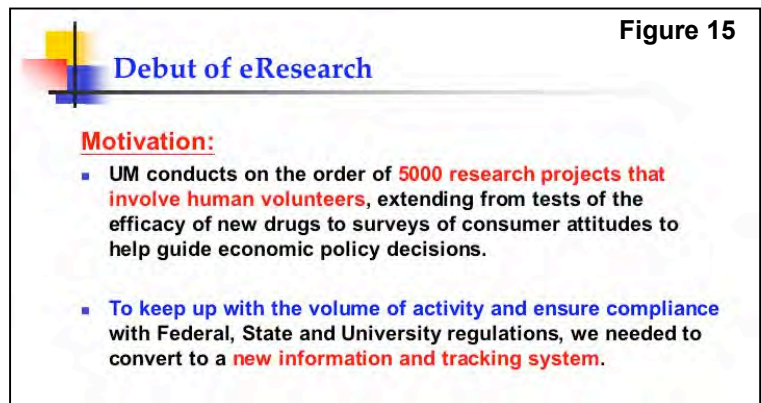 Figure 15
Debut of eResearch
Motivation:
UM conducts on the order of 5000 research projects that
involve human volunteers, extending from tests of the
efficacy of new drugs to surveys of consumer attitudes to
help guide economic policy decisions.
To keep up with the volume of activity and ensure compliance
with Federal, State and University regulations, we needed to
convert to a new information and tracking system.